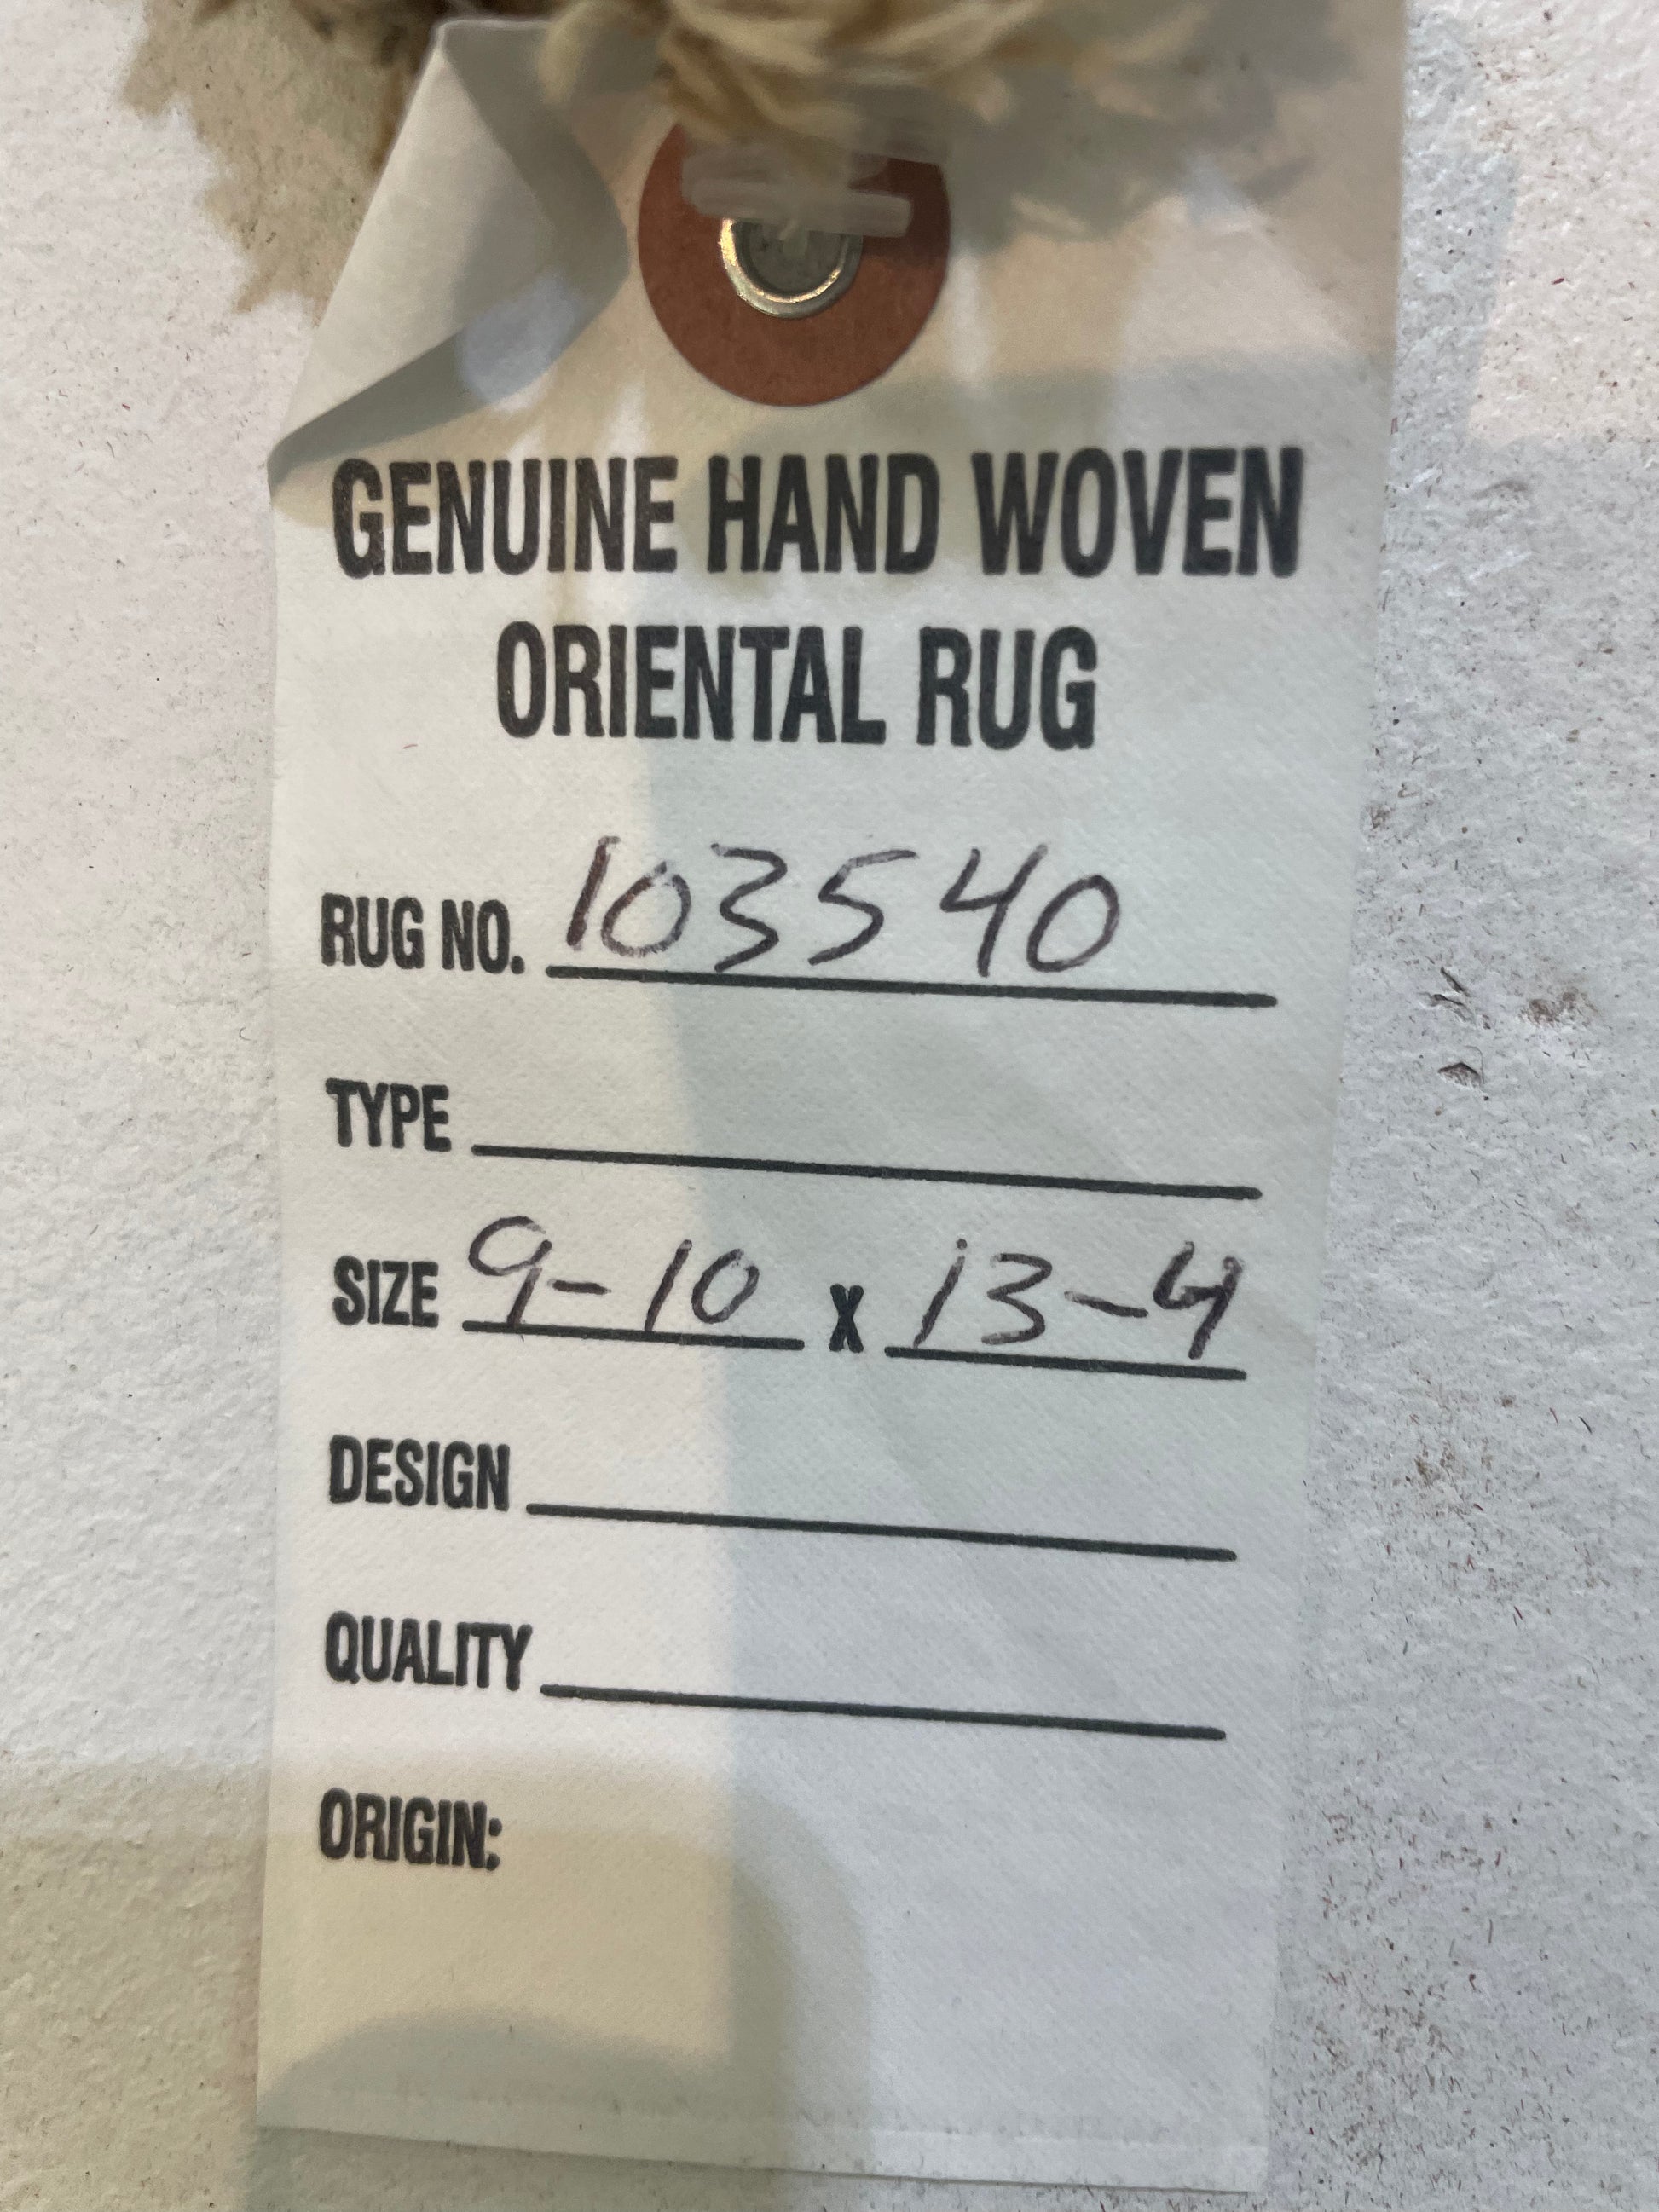 GENUINE HAND WOVEN
ORIENTAL RUG
RUG NO. 103540
TYPE
SIZE 9-10 X 13-4
DESIGN
QUALITY
ORIGIN: